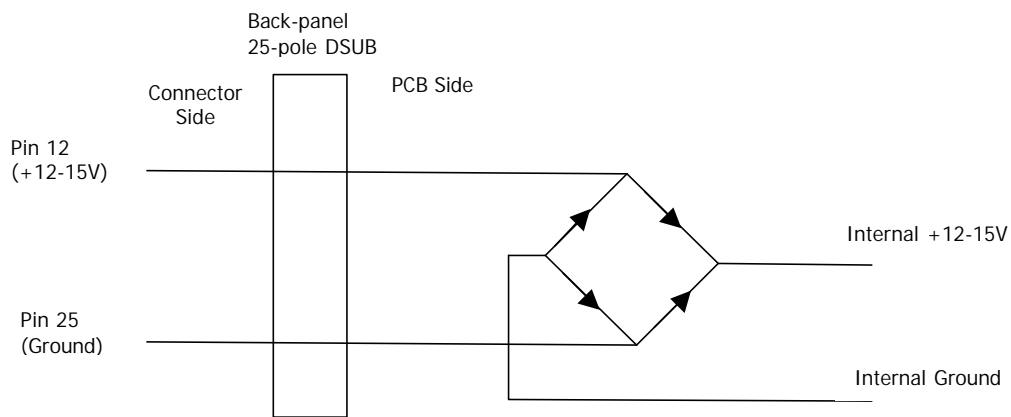 Back-panel
25-pole DSUB
Connector
Side
PCB Side
Pin 12
(+12-15V)
Internal +12-15V
Pin 25
(Ground)
Internal Ground